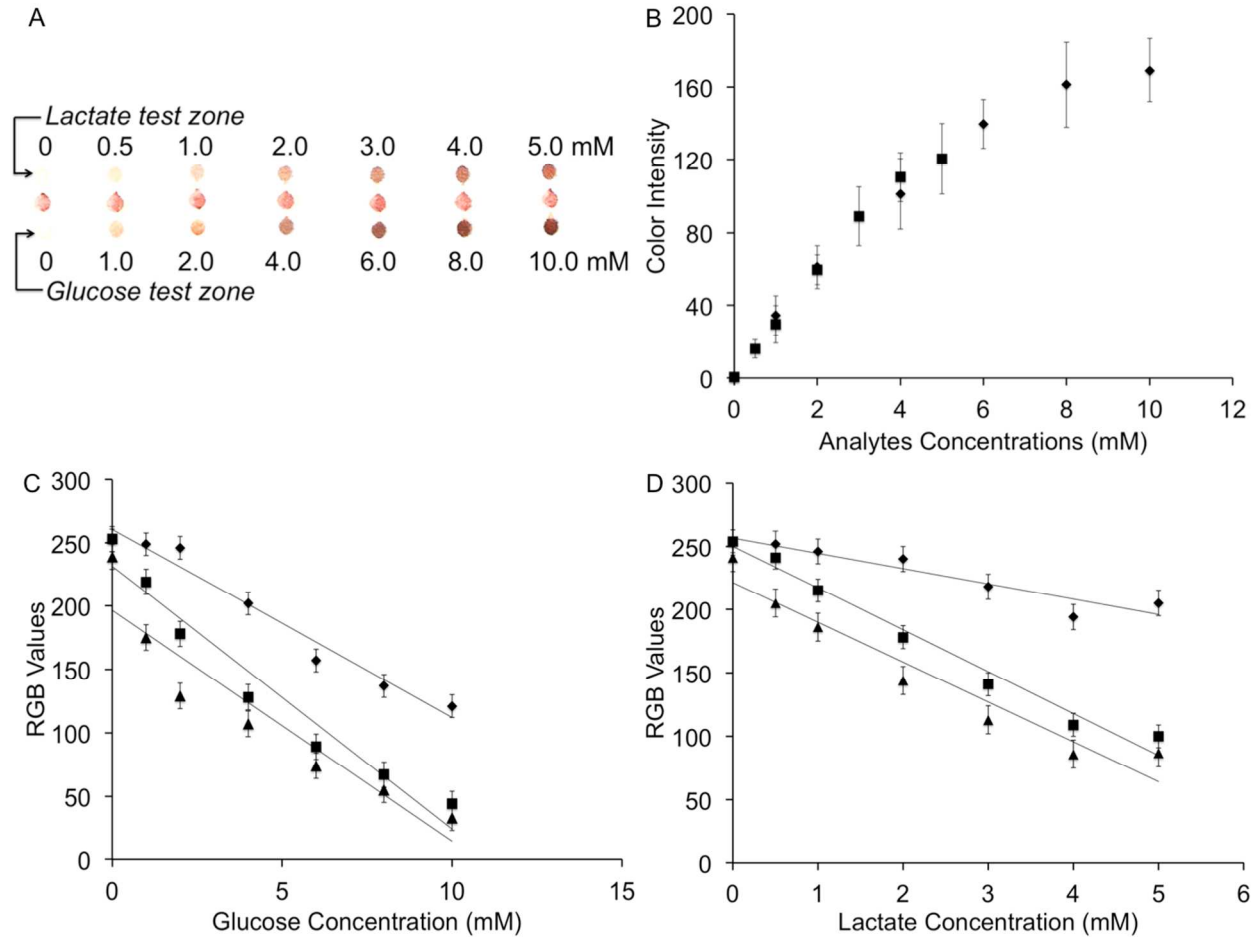 A
Lactate test zone
0 0.5 1.0 2.0 3.0 4.0 5.0 mM
0 1.0 2.0 4.0 6.0 8.0 10.0 mM
Glucose test zone
B
Color Intensity
200
160
120
80
40
0
0 2 4 6 8 10 12
Analytes Concentrations (mM)
C
RGB Values
300
250
200
150
100
50
0
0 5 10 15
Glucose Concentration (mM)
D
RGB Values
300
250
200
150
100
50
0
0 1 2 3 4 5 6
Lactate Concentration (mM)